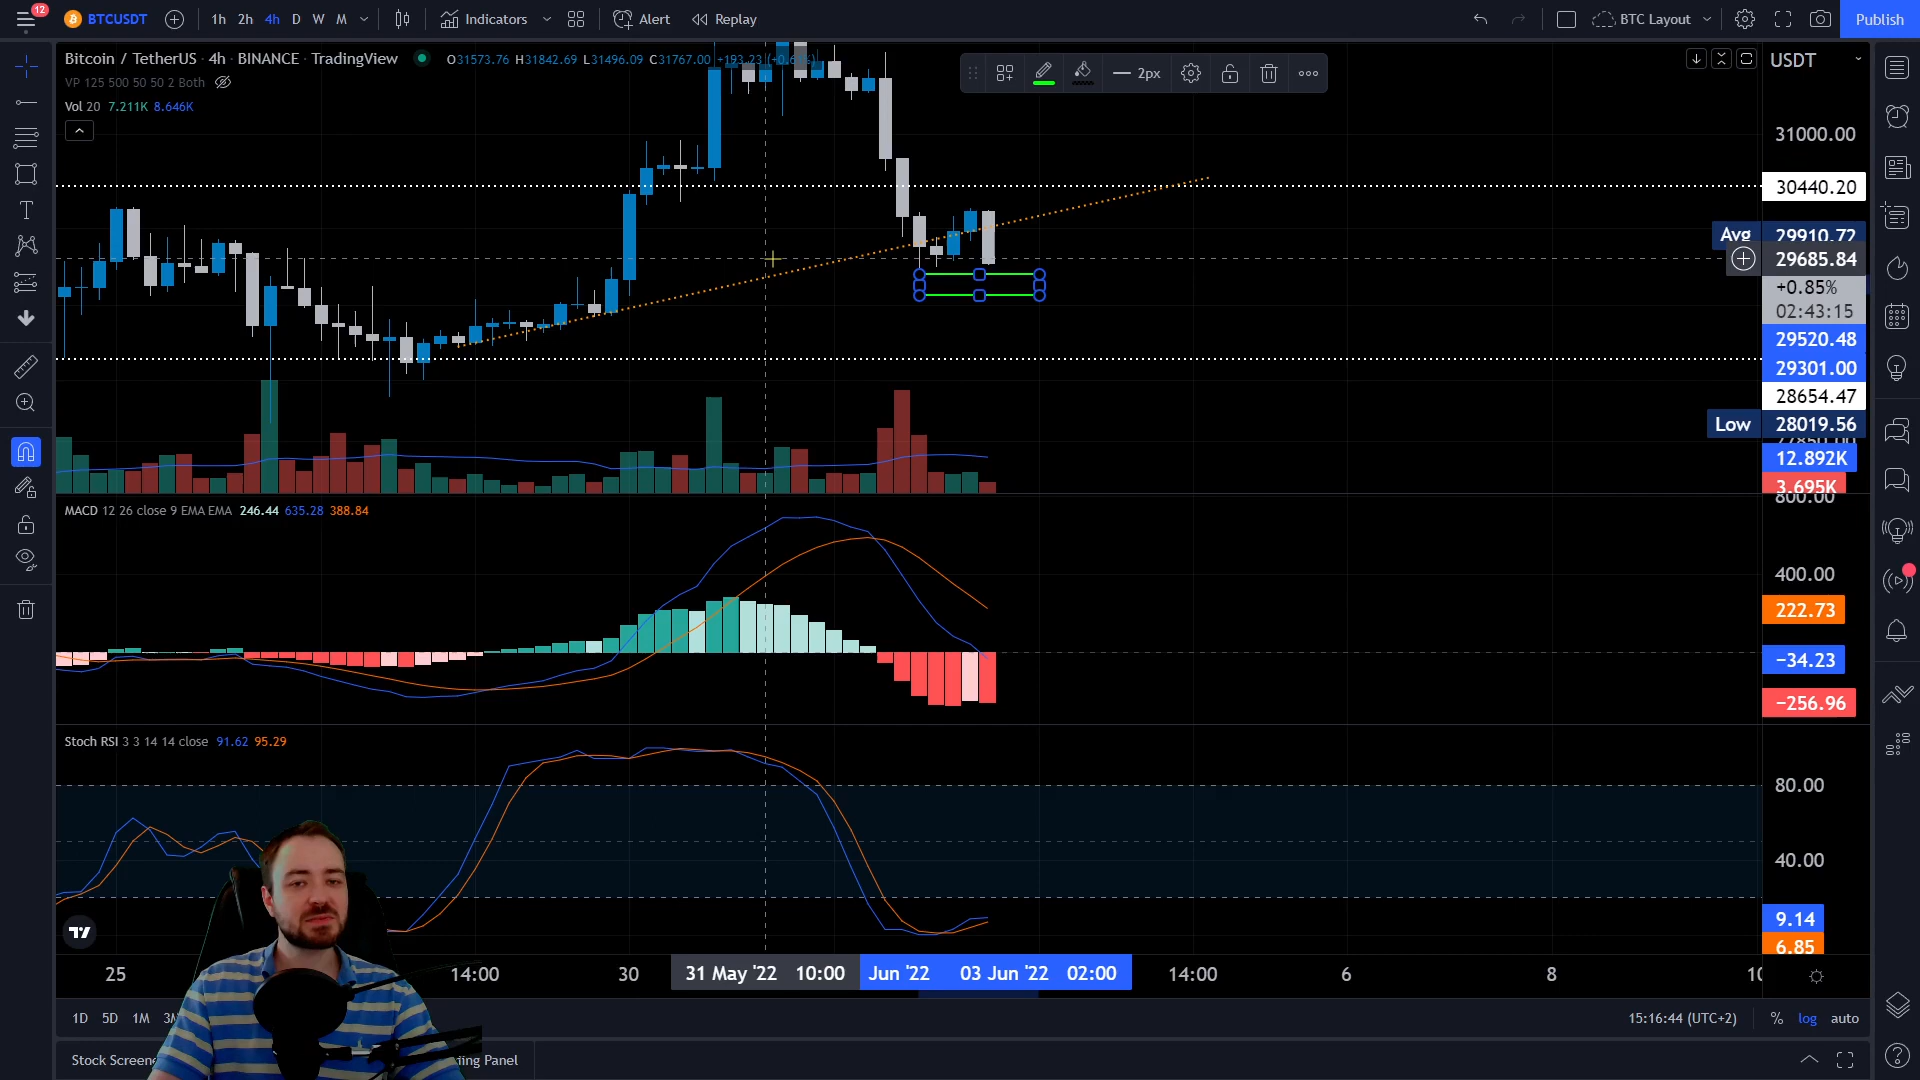 12
BTCUSDT
1h 2h 4h D W M
Indicators
Alert
Replay
BTC Layout
Publish
Bitcoin / TetherUS · 4h · BINANCE · TradingView
O31573.76 H31842.69 L31496.09 C31767.00 +193.23
VP 125 500 50 50 2 Both
Vol 20 7.211K 8.646K
2px
USDT
31000.00
30440.20
Avg 29910.72
29685.84
+0.85%
02:43:15
29520.48
29301.00
28654.47
Low 28019.56
12.892K
3.695K
800.00
MACD 12 26 close 9 EMA EMA 246.44 635.28 388.84
400.00
222.73
−34.23
−256.96
Stoch RSI 3 3 14 14 close 91.62 95.29
80.00
40.00
9.14
6.85
25 14:00 30 31 May '22 10:00 Jun '22 03 Jun '22 02:00 14:00 6 8
1D 5D 1M
15:16:44 (UTC+2) % log auto
Stock Screen
Panel